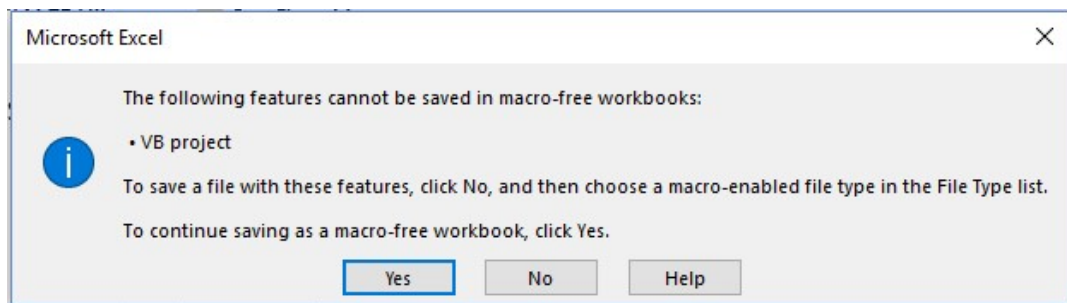 Microsoft Excel
The following features cannot be saved in macro-free workbooks:
• VB project
To save a file with these features, click No, and then choose a macro-enabled file type in the File Type list.
To continue saving as a macro-free workbook, click Yes.
Yes No Help